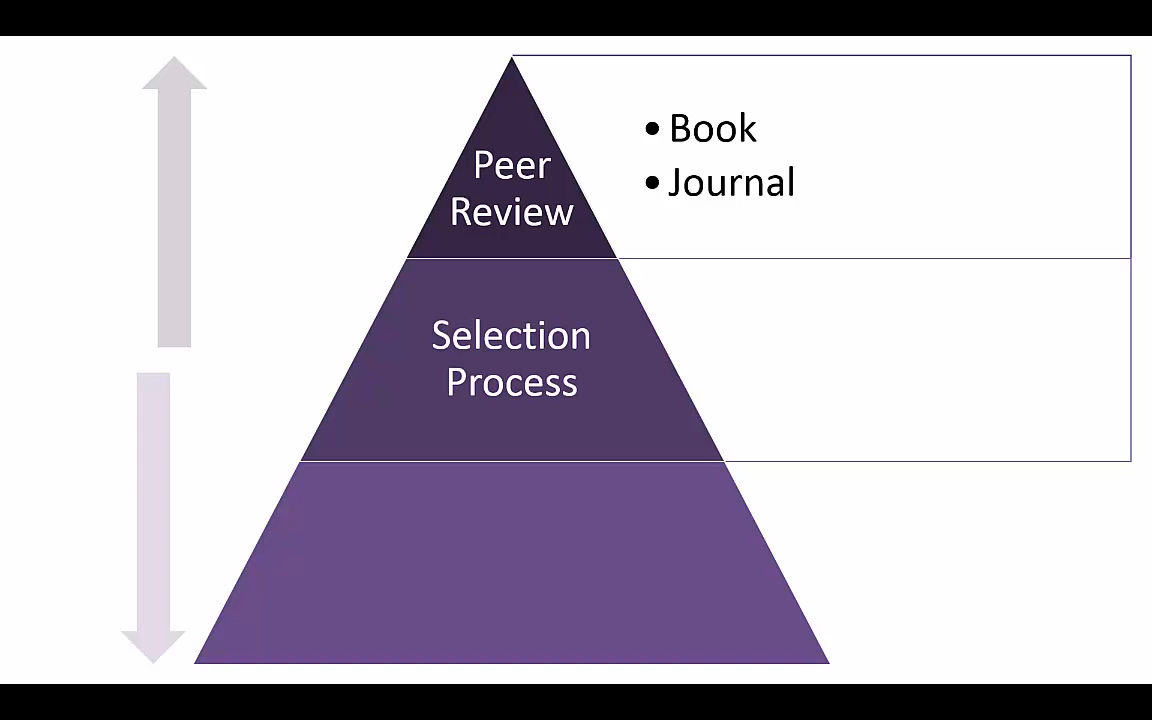 Peer
Review
• Book
• Journal
Selection
Process